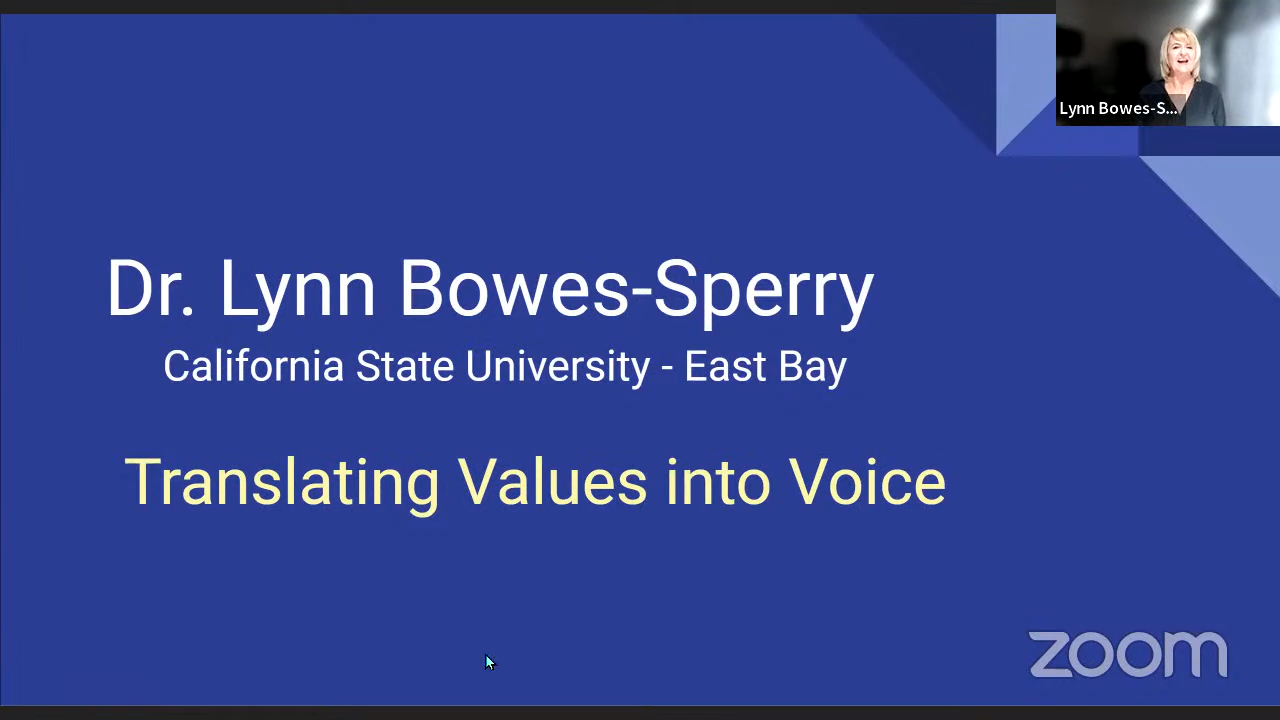 Lynn Bowes-S...
Dr. Lynn Bowes-Sperry
California State University - East Bay
Translating Values into Voice
zoom